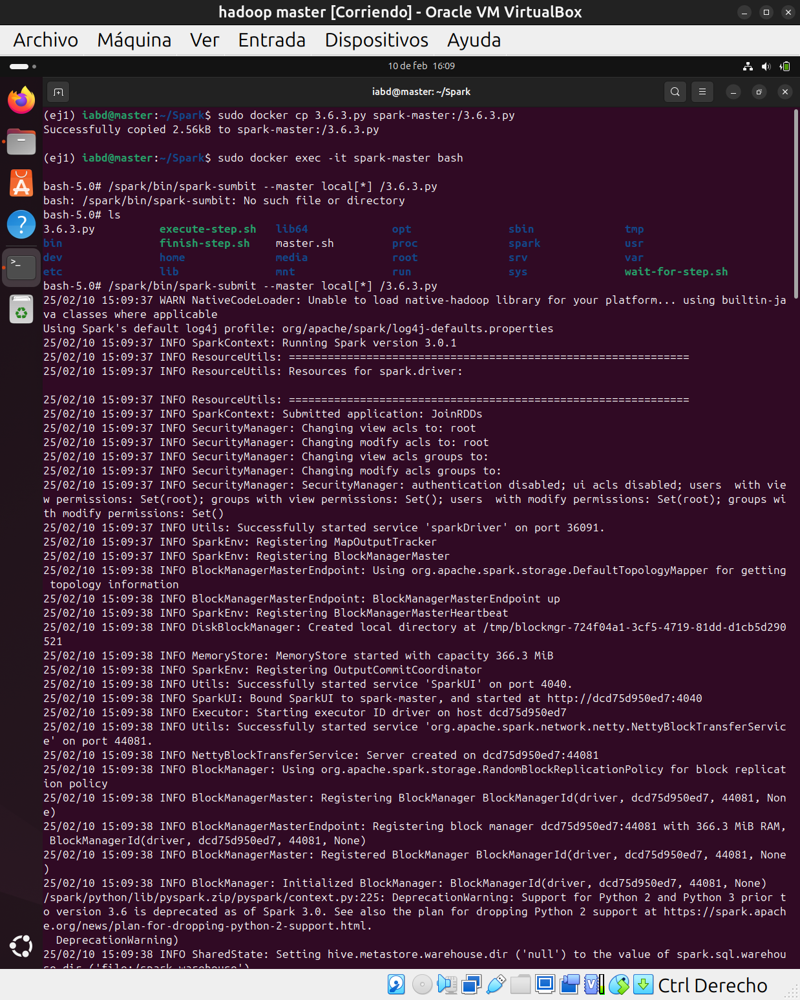 hadoop master [Corriendo] - Oracle VM VirtualBox
Archivo Máquina Ver Entrada Dispositivos Ayuda
10 de feb 16:09
iabd@master: ~/Spark
(ej1) iabd@master:~/Spark$ sudo docker cp 3.6.3.py spark-master:/3.6.3.py
Successfully copied 2.56kB to spark-master:/3.6.3.py
(ej1) iabd@master:~/Spark$ sudo docker exec -it spark-master bash
bash-5.0# /spark/bin/spark-sumbit --master local[*] /3.6.3.py
bash: /spark/bin/spark-sumbit: No such file or directory
bash-5.0# ls
3.6.3.py execute-step.sh lib64 opt sbin tmp
bin finish-step.sh master.sh proc spark usr
dev home media root srv var
etc lib mnt run sys wait-for-step.sh
bash-5.0# /spark/bin/spark-submit --master local[*] /3.6.3.py
25/02/10 15:09:37 WARN NativeCodeLoader: Unable to load native-hadoop library for your platform... using builtin-ja
va classes where applicable
Using Spark's default log4j profile: org/apache/spark/log4j-defaults.properties
25/02/10 15:09:37 INFO SparkContext: Running Spark version 3.0.1
25/02/10 15:09:37 INFO ResourceUtils: ==============================================================
25/02/10 15:09:37 INFO ResourceUtils: Resources for spark.driver:
25/02/10 15:09:37 INFO ResourceUtils: ==============================================================
25/02/10 15:09:37 INFO SparkContext: Submitted application: JoinRDDs
25/02/10 15:09:37 INFO SecurityManager: Changing view acls to: root
25/02/10 15:09:37 INFO SecurityManager: Changing modify acls to: root
25/02/10 15:09:37 INFO SecurityManager: Changing view acls groups to:
25/02/10 15:09:37 INFO SecurityManager: Changing modify acls groups to:
25/02/10 15:09:37 INFO SecurityManager: SecurityManager: authentication disabled; ui acls disabled; users  with vie
w permissions: Set(root); groups with view permissions: Set(); users  with modify permissions: Set(root); groups wi
th modify permissions: Set()
25/02/10 15:09:37 INFO Utils: Successfully started service 'sparkDriver' on port 36091.
25/02/10 15:09:37 INFO SparkEnv: Registering MapOutputTracker
25/02/10 15:09:37 INFO SparkEnv: Registering BlockManagerMaster
25/02/10 15:09:38 INFO BlockManagerMasterEndpoint: Using org.apache.spark.storage.DefaultTopologyMapper for getting
topology information
25/02/10 15:09:38 INFO BlockManagerMasterEndpoint: BlockManagerMasterEndpoint up
25/02/10 15:09:38 INFO SparkEnv: Registering BlockManagerMasterHeartbeat
25/02/10 15:09:38 INFO DiskBlockManager: Created local directory at /tmp/blockmgr-724f04a1-3cf5-4719-81dd-d1cb5d290
521
25/02/10 15:09:38 INFO MemoryStore: MemoryStore started with capacity 366.3 MiB
25/02/10 15:09:38 INFO SparkEnv: Registering OutputCommitCoordinator
25/02/10 15:09:38 INFO Utils: Successfully started service 'SparkUI' on port 4040.
25/02/10 15:09:38 INFO SparkUI: Bound SparkUI to spark-master, and started at http://dcd75d950ed7:4040
25/02/10 15:09:38 INFO Executor: Starting executor ID driver on host dcd75d950ed7
25/02/10 15:09:38 INFO Utils: Successfully started service 'org.apache.spark.network.netty.NettyBlockTransferServic
e' on port 44081.
25/02/10 15:09:38 INFO NettyBlockTransferService: Server created on dcd75d950ed7:44081
25/02/10 15:09:38 INFO BlockManager: Using org.apache.spark.storage.RandomBlockReplicationPolicy for block replicat
ion policy
25/02/10 15:09:38 INFO BlockManagerMaster: Registering BlockManager BlockManagerId(driver, dcd75d950ed7, 44081, Non
e)
25/02/10 15:09:38 INFO BlockManagerMasterEndpoint: Registering block manager dcd75d950ed7:44081 with 366.3 MiB RAM,
BlockManagerId(driver, dcd75d950ed7, 44081, None)
25/02/10 15:09:38 INFO BlockManagerMaster: Registered BlockManager BlockManagerId(driver, dcd75d950ed7, 44081, None
)
25/02/10 15:09:38 INFO BlockManager: Initialized BlockManager: BlockManagerId(driver, dcd75d950ed7, 44081, None)
/spark/python/lib/pyspark.zip/pyspark/context.py:225: DeprecationWarning: Support for Python 2 and Python 3 prior t
o version 3.6 is deprecated as of Spark 3.0. See also the plan for dropping Python 2 support at https://spark.apach
e.org/news/plan-for-dropping-python-2-support.html.
DeprecationWarning)
25/02/10 15:09:38 INFO SharedState: Setting hive.metastore.warehouse.dir ('null') to the value of spark.sql.warehou
se.dir ('file:/spark-warehouse')
Ctrl Derecho